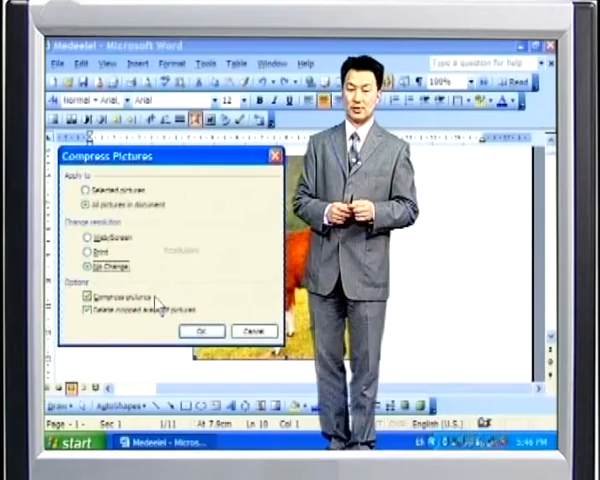 Medeelel - Microsoft Word
File Edit View Insert Format Tools Table Window Help Type a question for help
Normal + Arial, Arial 12 B I U 100% Read
Compress Pictures
Apply to
Selected pictures
All pictures in document
Change resolution
Web/Screen
Print
No Change
Options
Compress pictures
Delete cropped areas of pictures
OK Cancel
Draw AutoShapes
Page - 1 - Sec 1 1/11 At 7.9cm Ln 10 Col 1 OVR English (U.S.)
start Medeelel - Micros... EN 5:46 PM